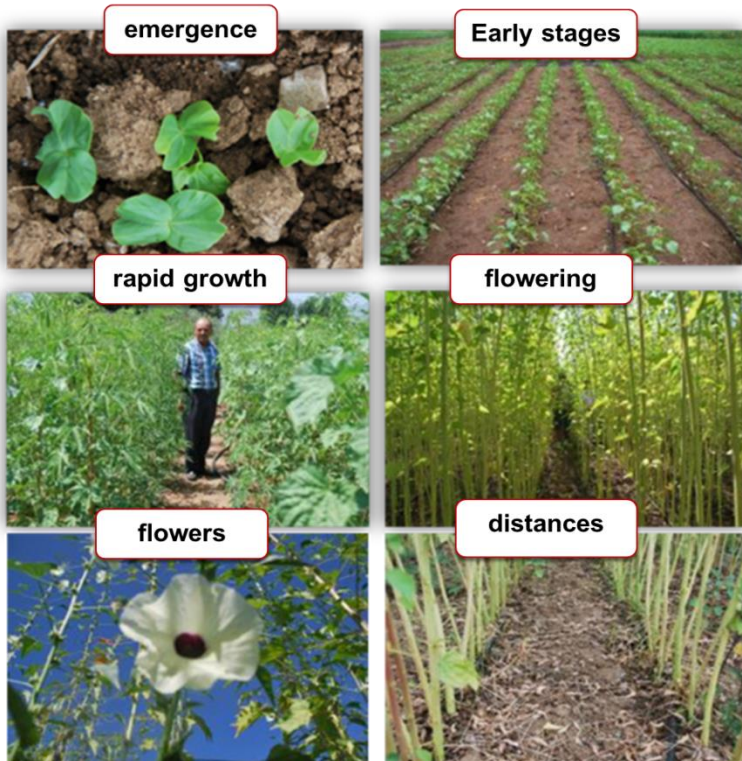 emergence
Early stages
rapid growth
flowering
flowers
distances